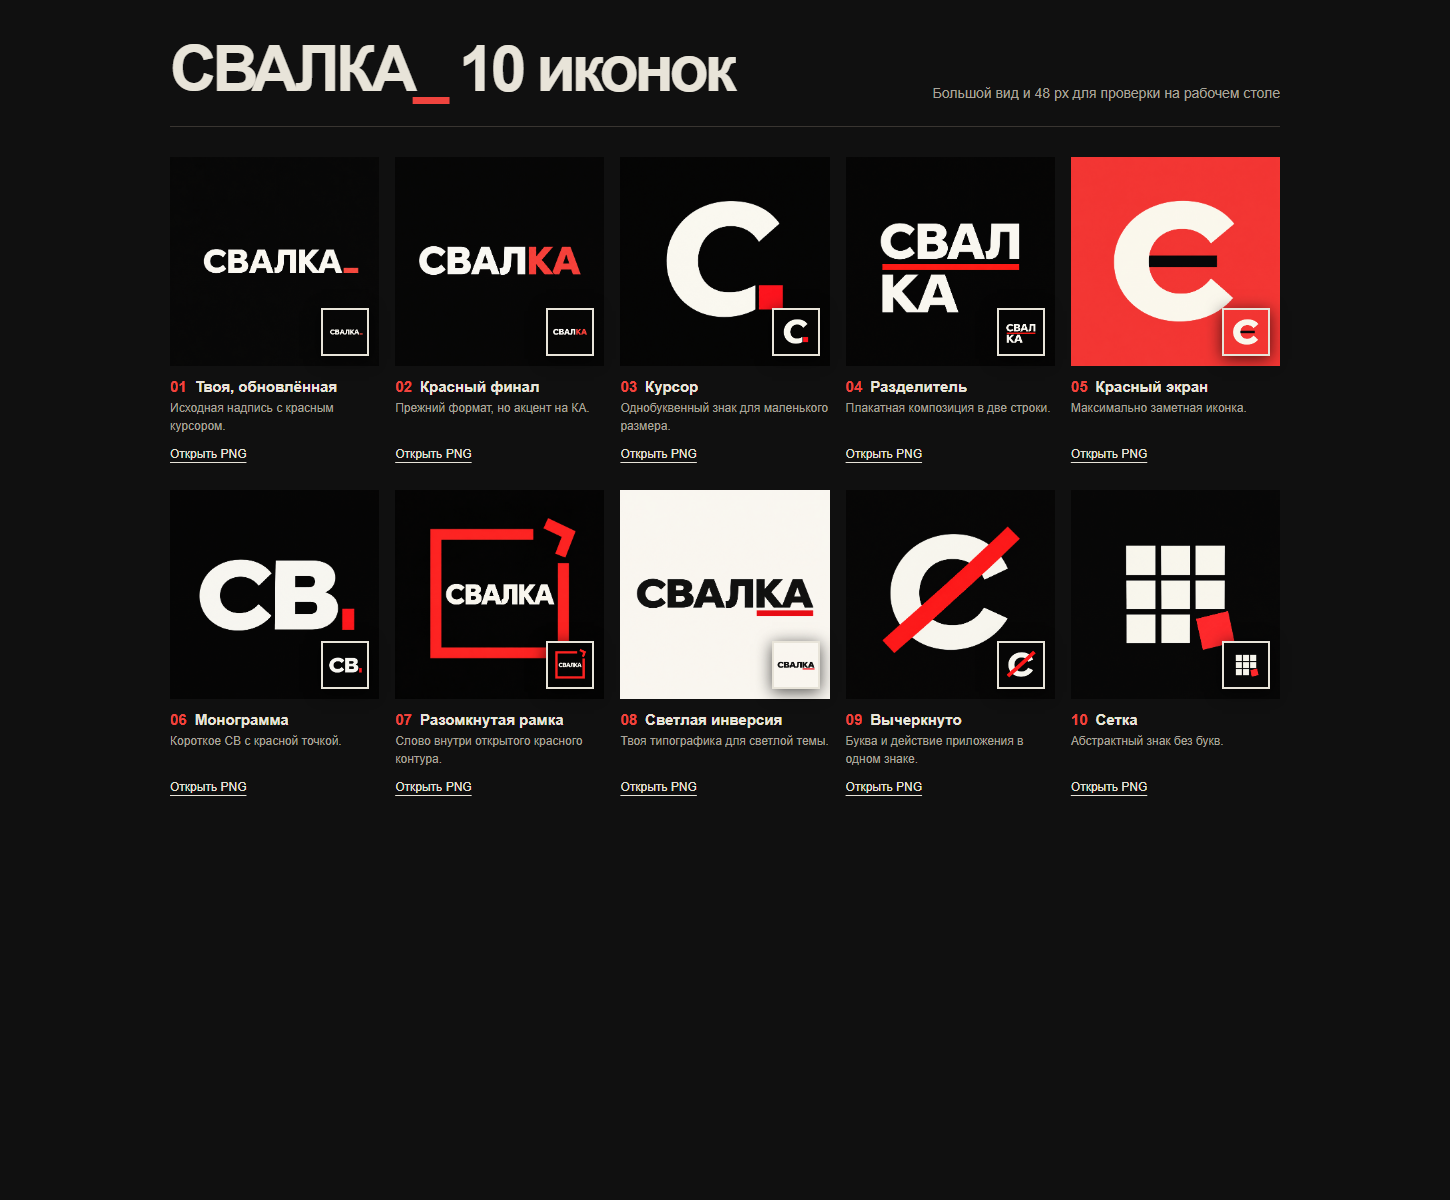 СВАЛКА_ 10 иконок
Большой вид и 48 px для проверки на рабочем столе
СВАЛКА_
СВАЛКА_
СВАЛКА
СВАЛКА
С.
С.
СВАЛ
КА
СВАЛ
КА
С
С
01 Твоя, обновлённая
Исходная надпись с красным
курсором.
Открыть PNG
02 Красный финал
Прежний формат, но акцент на КА.
Открыть PNG
03 Курсор
Однобуквенный знак для маленького
размера.
Открыть PNG
04 Разделитель
Плакатная композиция в две строки.
Открыть PNG
05 Красный экран
Максимально заметная иконка.
Открыть PNG
СВ.
СВ.
СВАЛКА
СВАЛКА
СВАЛКА
СВАЛКА
С
С
06 Монограмма
Короткое СВ с красной точкой.
Открыть PNG
07 Разомкнутая рамка
Слово внутри открытого красного
контура.
Открыть PNG
08 Светлая инверсия
Твоя типографика для светлой темы.
Открыть PNG
09 Вычеркнуто
Буква и действие приложения в
одном знаке.
Открыть PNG
10 Сетка
Абстрактный знак без букв.
Открыть PNG